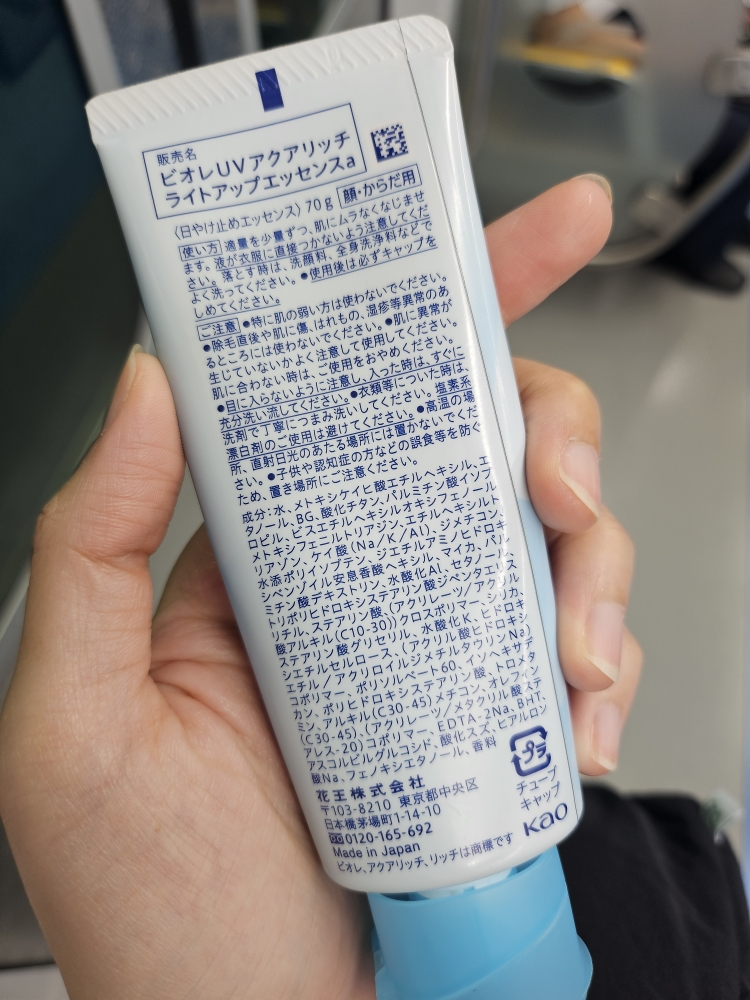 販売名
ビオレUVアクアリッチ
ライトアップエッセンスa
〈日やけ止めエッセンス〉70g 顔・からだ用
使い方 適量を少量ずつ、肌にムラなくなじませ
ます。液が衣服に直接つかないよう注意してくだ
さい。落とす時は、洗顔料、全身洗浄料などで
よく洗ってください。●使用後は必ずキャップを
しめてください。
ご注意 ●特に肌の弱い方は使わないでください。
●除毛直後や肌に傷、はれもの、湿疹等異常のあ
るところには使わないでください。●肌に異常が
生じていないかよく注意して使用してください。
肌に合わない時は、ご使用をおやめください。
●目に入らないように注意し、入った時は、すぐに
充分洗い流してください。●衣類等についた時は、
洗剤で丁寧につまみ洗いしてください。塩素系
漂白剤のご使用は避けてください。●高温の場
所、直射日光のあたる場所には置かないでくだ
さい。●子供や認知症の方などの誤食等を防ぐ
ため、置き場所にご注意ください。
成分：水、メトキシケイヒ酸エチルヘキシル、エ
タノール、BG、酸化チタン、パルミチン酸イソプ
ロピル、ビスエチルヘキシルオキシフェノール
メトキシフェニルトリアジン、エチルヘキシルト
リアゾン、ケイ酸(Na/K/Al)、ジメチコン、
水添ポリイソブテン、ジエチルアミノヒドロキ
シベンゾイル安息香酸ヘキシル、マイカ、パル
ミチン酸デキストリン、水酸化Al、セタノール、
トリポリヒドロキシステアリン酸ジペンタエリス
リチル、ステアリン酸、(アクリレーツ/アクリル
酸アルキル(C10-30))クロスポリマー、シリカ、
ステアリン酸グリセリル、水酸化K、ヒドロキ
シエチルセルロース、(アクリル酸ヒドロキシ
エチル/アクリロイルジメチルタウリンNa)
コポリマー、ポリソルベート60、イソヘキサデ
カン、ポリヒドロキシステアリン酸、トロメタ
ミン、アルキル(C30-45)メチコン、オレフィン
(C30-45)、(アクリレーツ/メタクリル酸ステ
アレス-20)コポリマー、EDTA-2Na、BHT、
アスコルビルグルコシド、酸化スズ、ヒアルロン
酸Na、フェノキシエタノール、香料
花王株式会社
〒103-8210 東京都中央区
日本橋茅場町1-14-10
0120-165-692
Made in Japan
ビオレ、アクアリッチ、リッチは商標です
プラ
チューブ
キャップ
Kao